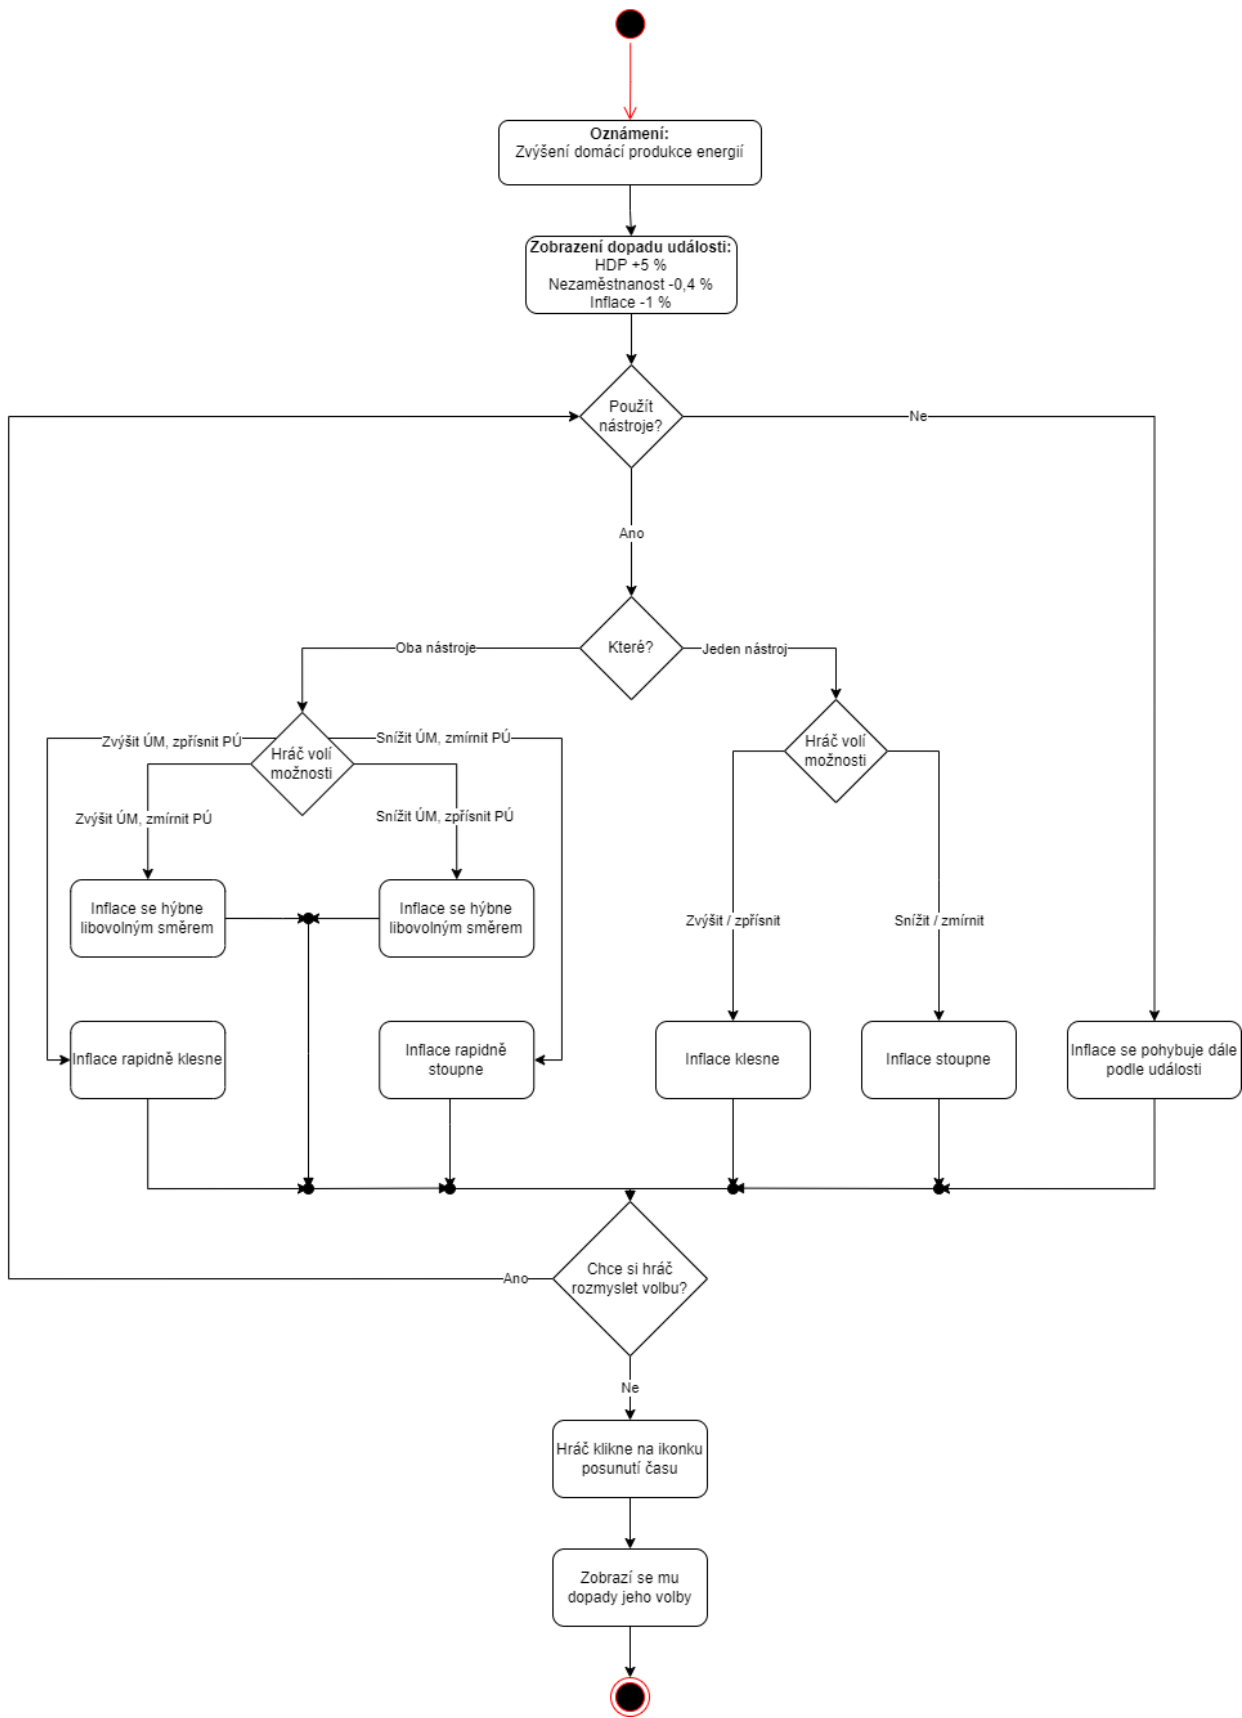 Oznámení:
Zvýšení domácí produkce energií
Zobrazení dopadu události:
HDP +5 %
Nezaměstnanost -0,4 %
Inflace -1 %
Použít
nástroje?
Ne
Ano
Které?
Oba nástroje
Jeden nástroj
Hráč volí
možnosti
Zvýšit ÚM, zpřísnit PÚ
Snížit ÚM, zmírnit PÚ
Zvýšit ÚM, zmírnit PÚ
Snížit ÚM, zpřísnit PÚ
Hráč volí
možnosti
Inflace se hýbne
libovolným směrem
Inflace se hýbne
libovolným směrem
Zvýšit / zpřísnit
Snížit / zmírnit
Inflace rapidně klesne
Inflace rapidně
stoupne
Inflace klesne
Inflace stoupne
Inflace se pohybuje dále
podle události
Chce si hráč
rozmyslet volbu?
Ano
Ne
Hráč klikne na ikonku
posunutí času
Zobrazí se mu
dopady jeho volby